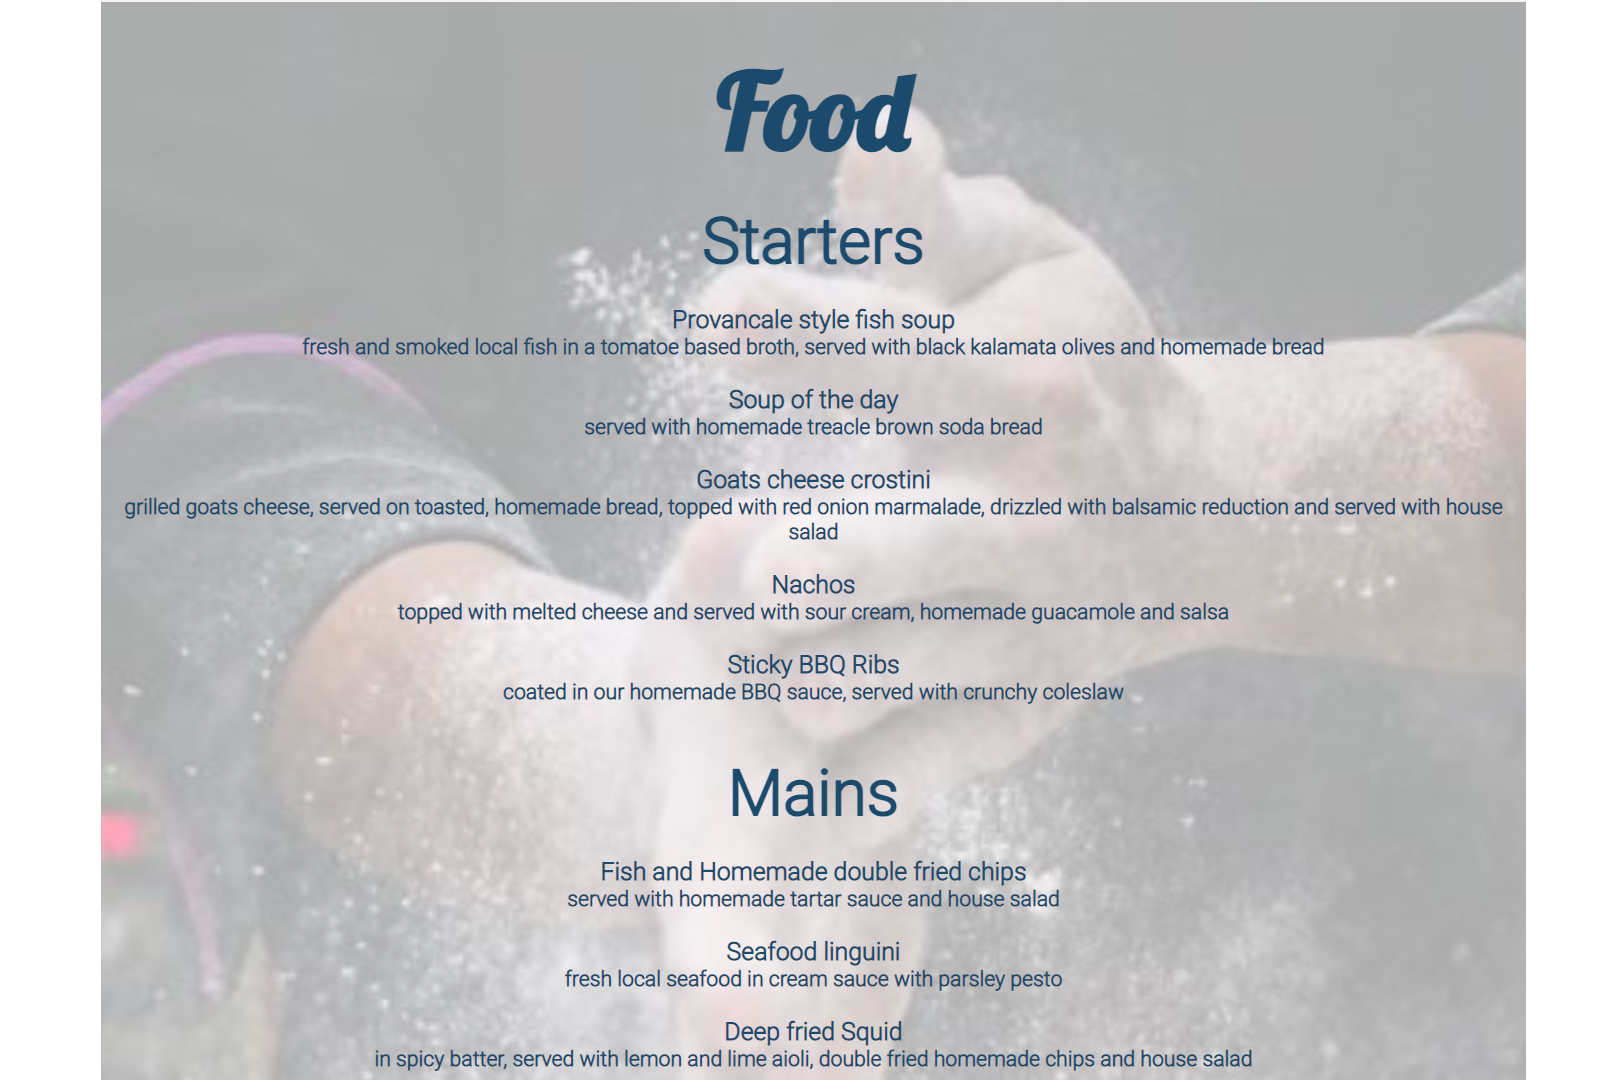 Food
Starters
Provancale style fish soup
fresh and smoked local fish in a tomatoe based broth, served with black kalamata olives and homemade bread
Soup of the day
served with homemade treacle brown soda bread
Goats cheese crostini
grilled goats cheese, served on toasted, homemade bread, topped with red onion marmalade, drizzled with balsamic reduction and served with house
salad
Nachos
topped with melted cheese and served with sour cream, homemade guacamole and salsa
Sticky BBQ Ribs
coated in our homemade BBQ sauce, served with crunchy coleslaw
Mains
Fish and Homemade double fried chips
served with homemade tartar sauce and house salad
Seafood linguini
fresh local seafood in cream sauce with parsley pesto
Deep fried Squid
in spicy batter, served with lemon and lime aioli, double fried homemade chips and house salad